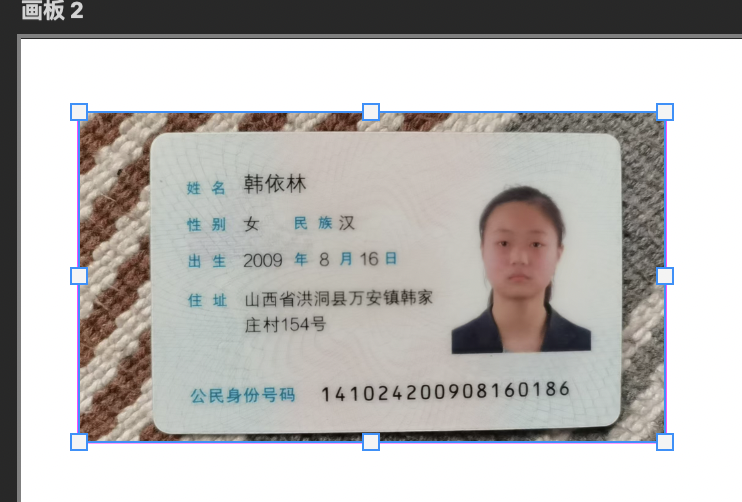 画板 2
姓名 韩依林
性别 女 民族 汉
出生 2009 年 8 月 16 日
住址 山西省洪洞县万安镇韩家
庄村154号
公民身份号码 141024200908160186